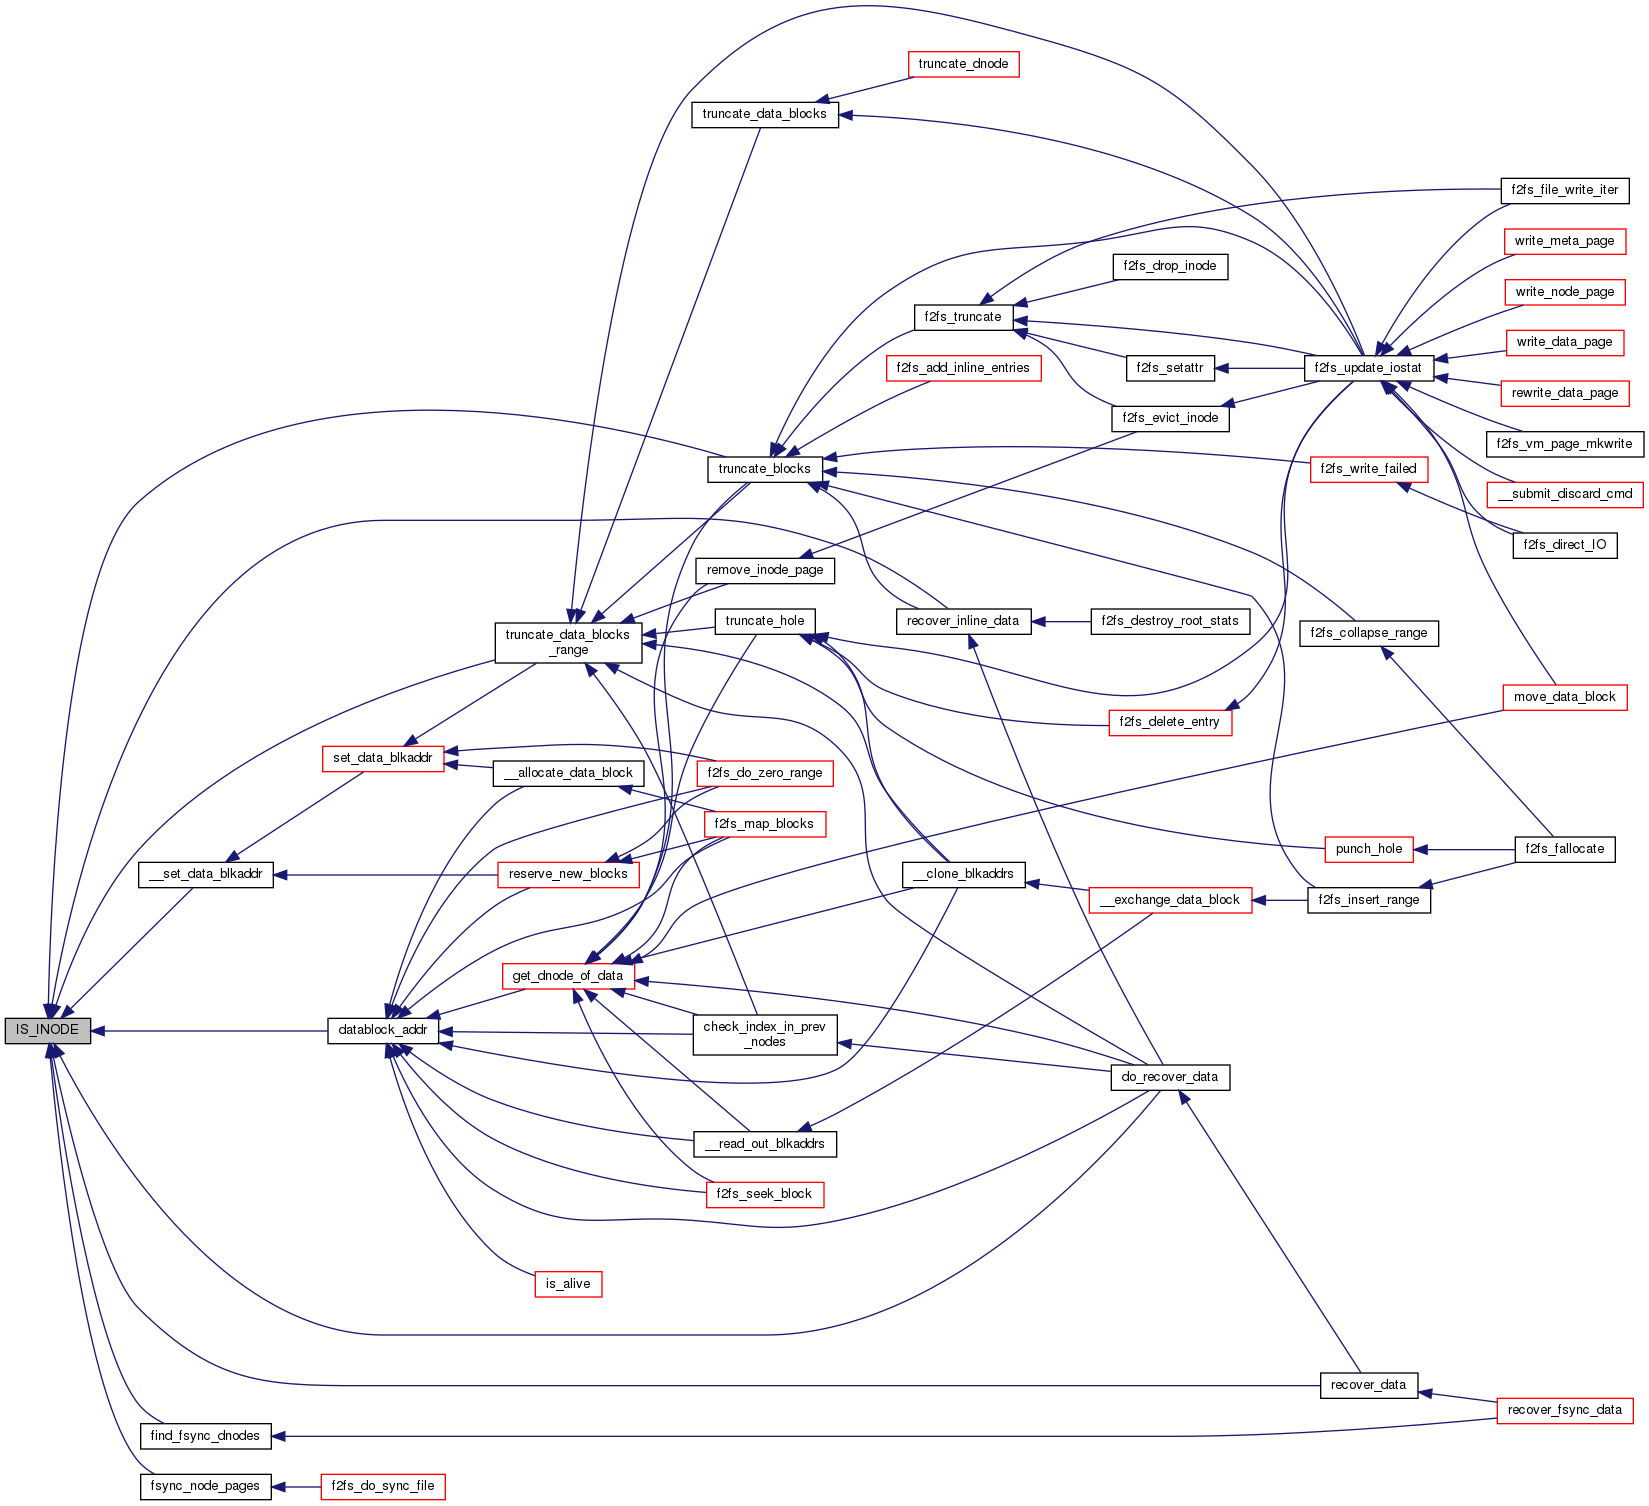 truncate_dnode
truncate_data_blocks
f2fs_file_write_iter
write_meta_page
f2fs_drop_inode
write_node_page
f2fs_truncate
write_data_page
f2fs_add_inline_entries
f2fs_setattr
f2fs_update_iostat
rewrite_data_page
f2fs_evict_inode
f2fs_vm_page_mkwrite
truncate_blocks
f2fs_write_failed
__submit_discard_cmd
f2fs_direct_IO
remove_inode_page
truncate_hole
recover_inline_data
f2fs_destroy_root_stats
f2fs_collapse_range
truncate_data_blocks
_range
move_data_block
f2fs_delete_entry
set_data_blkaddr
__allocate_data_block
f2fs_do_zero_range
f2fs_map_blocks
punch_hole
f2fs_fallocate
__set_data_blkaddr
reserve_new_blocks
__clone_blkaddrs
__exchange_data_block
f2fs_insert_range
get_dnode_of_data
IS_INODE
datablock_addr
check_index_in_prev
_nodes
do_recover_data
__read_out_blkaddrs
f2fs_seek_block
is_alive
recover_data
recover_fsync_data
find_fsync_dnodes
fsync_node_pages
f2fs_do_sync_file